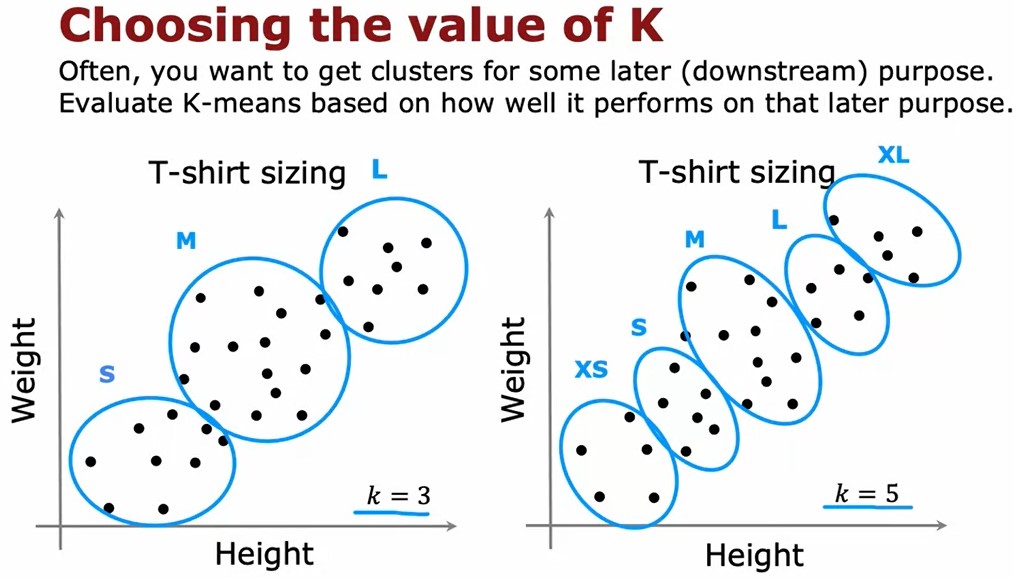 Choosing the value of K
Often, you want to get clusters for some later (downstream) purpose.
Evaluate K-means based on how well it performs on that later purpose.
T-shirt sizing
L
M
S
Weight
k = 3
Height
T-shirt sizing
XL
L
M
S
XS
Weight
k = 5
Height